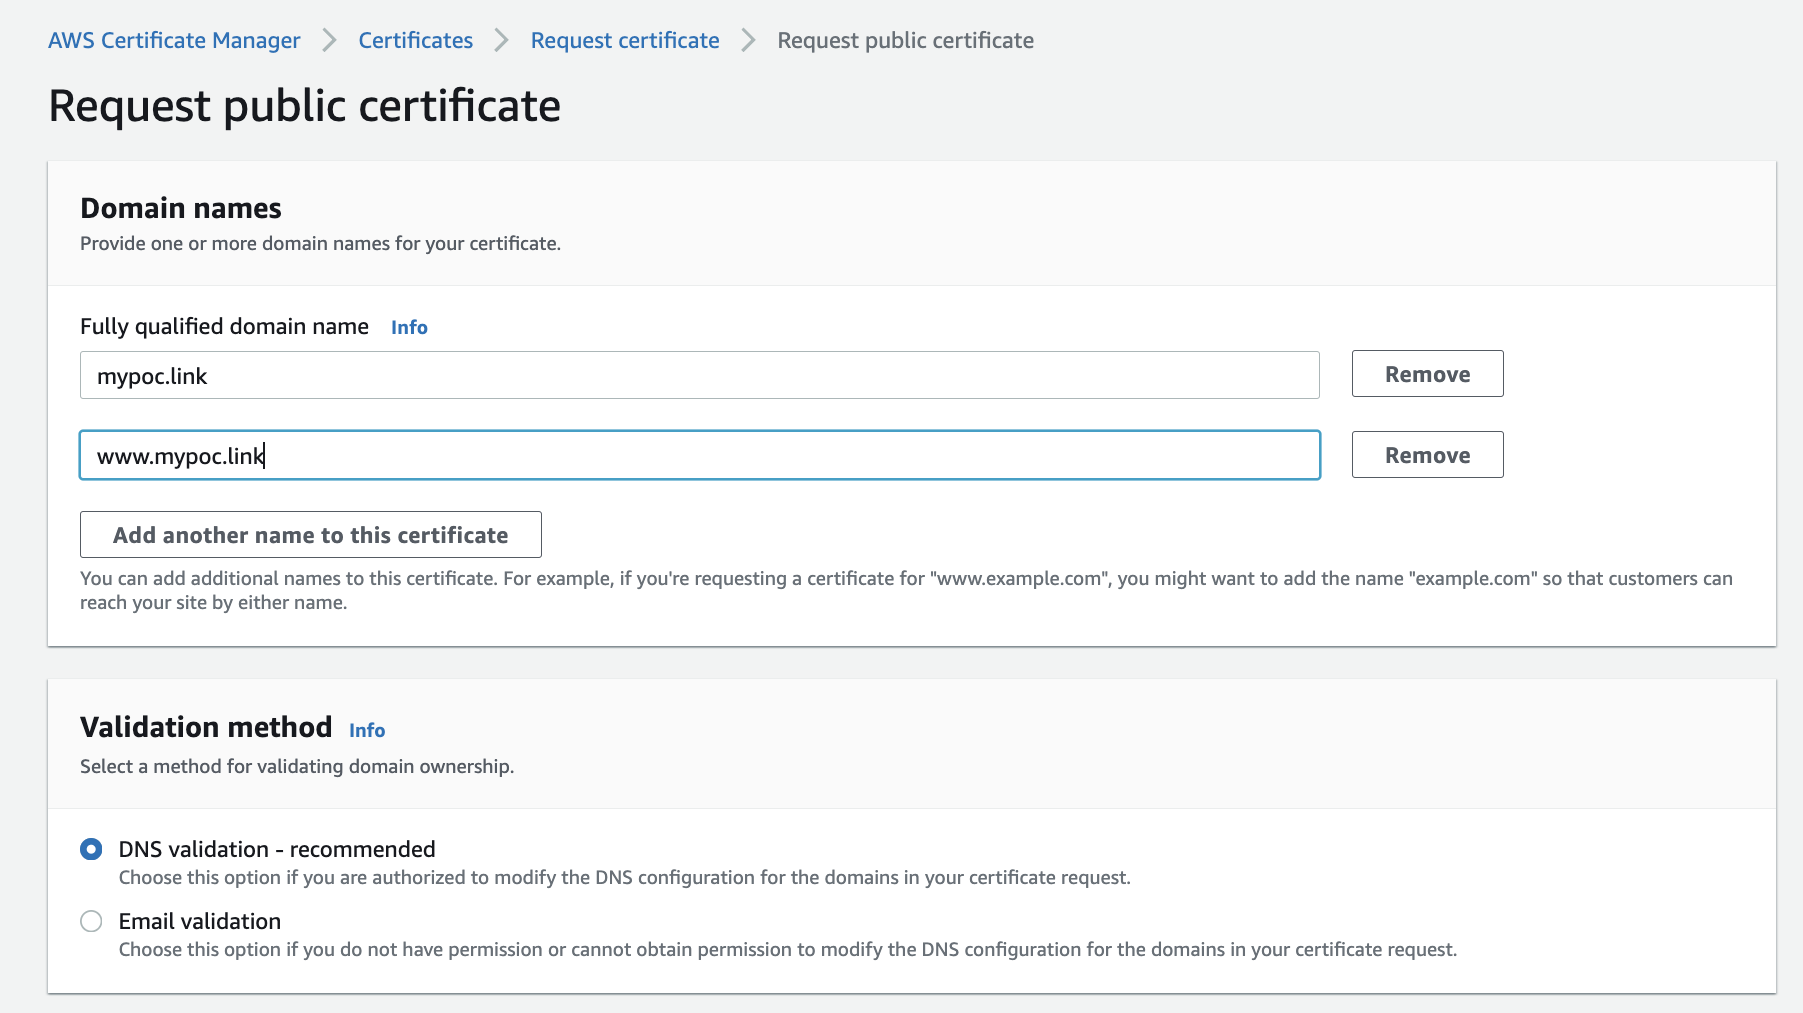 AWS Certificate Manager > Certificates > Request certificate > Request public certificate
Request public certificate
Domain names
Provide one or more domain names for your certificate.
Fully qualified domain name Info
mypoc.link Remove
www.mypoc.link Remove
Add another name to this certificate
You can add additional names to this certificate. For example, if you're requesting a certificate for "www.example.com", you might want to add the name "example.com" so that customers can
reach your site by either name.
Validation method Info
Select a method for validating domain ownership.
DNS validation - recommended
Choose this option if you are authorized to modify the DNS configuration for the domains in your certificate request.
Email validation
Choose this option if you do not have permission or cannot obtain permission to modify the DNS configuration for the domains in your certificate request.